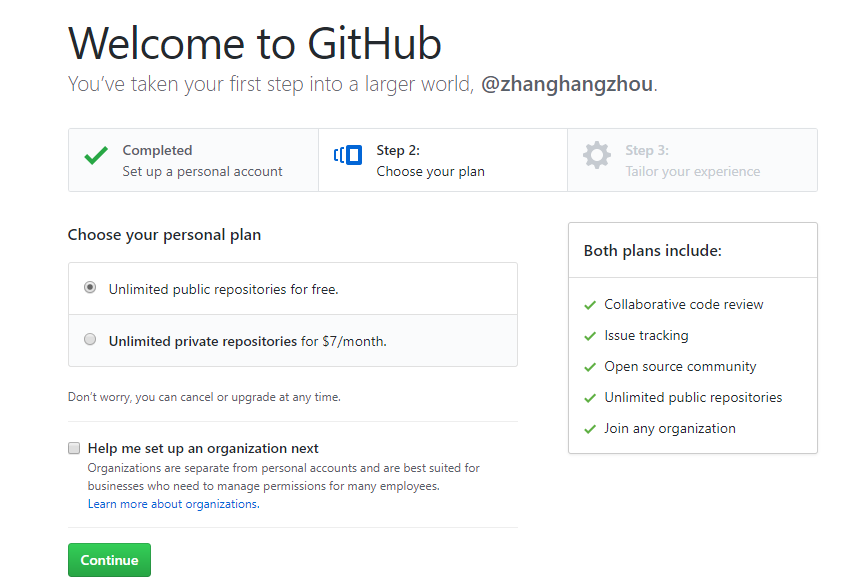 Welcome to GitHub
You’ve taken your first step into a larger world, @zhanghangzhou.
Completed
Set up a personal account
Step 2:
Choose your plan
Step 3:
Tailor your experience
Choose your personal plan
Unlimited public repositories for free.
Unlimited private repositories for $7/month.
Don’t worry, you can cancel or upgrade at any time.
Help me set up an organization next
Organizations are separate from personal accounts and are best suited for
businesses who need to manage permissions for many employees.
Learn more about organizations.
Continue
Both plans include:
Collaborative code review
Issue tracking
Open source community
Unlimited public repositories
Join any organization